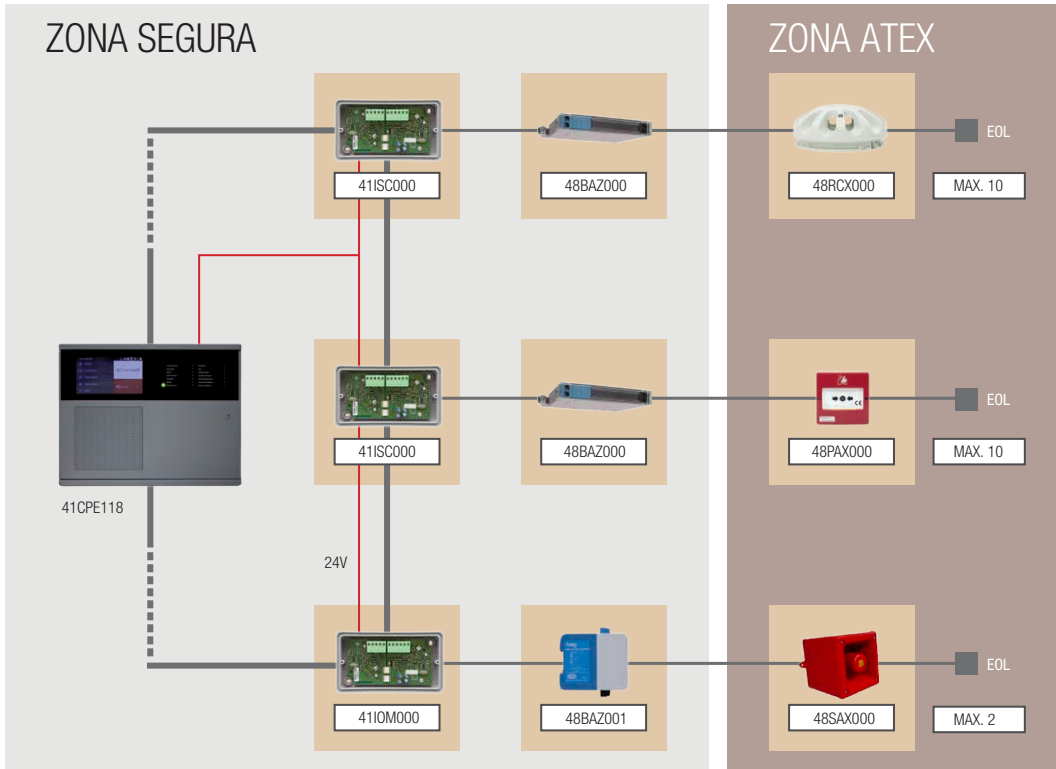 ZONA SEGURA
ZONA ATEX
EOL
41ISC000
48BAZ000
48RCX000
MAX. 10
EOL
41ISC000
48BAZ000
48PAX000
MAX. 10
41CPE118
24V
EOL
41IOM000
48BAZ001
48SAX000
MAX. 2